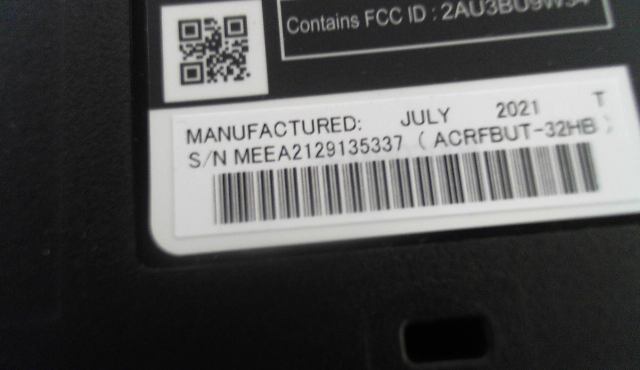 Contains FCC ID : 2AU3BU9W34
MANUFACTURED: JULY 2021 T
S/N MEEA2129135337 ( ACRFBUT-32HB )